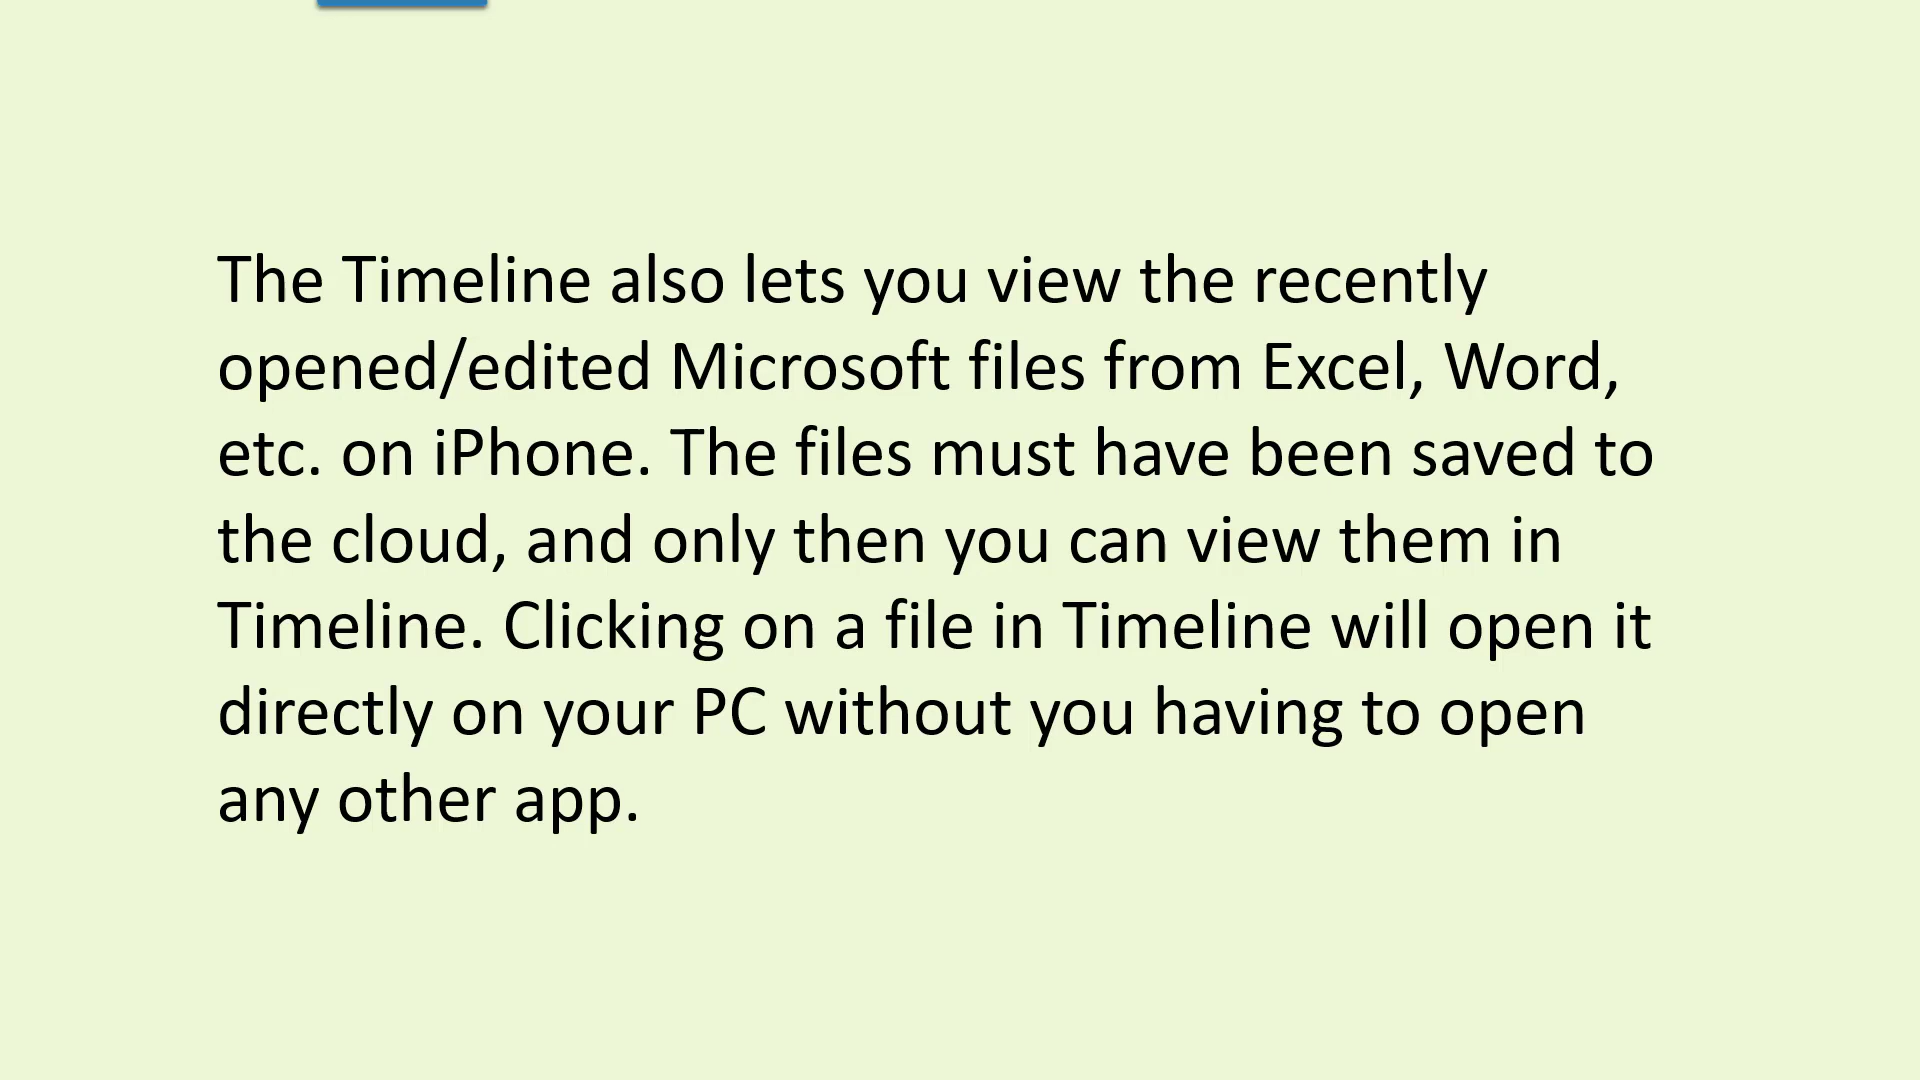 The Timeline also lets you view the recently
opened/edited Microsoft files from Excel, Word,
etc. on iPhone. The files must have been saved to
the cloud, and only then you can view them in
Timeline. Clicking on a file in Timeline will open it
directly on your PC without you having to open
any other app.